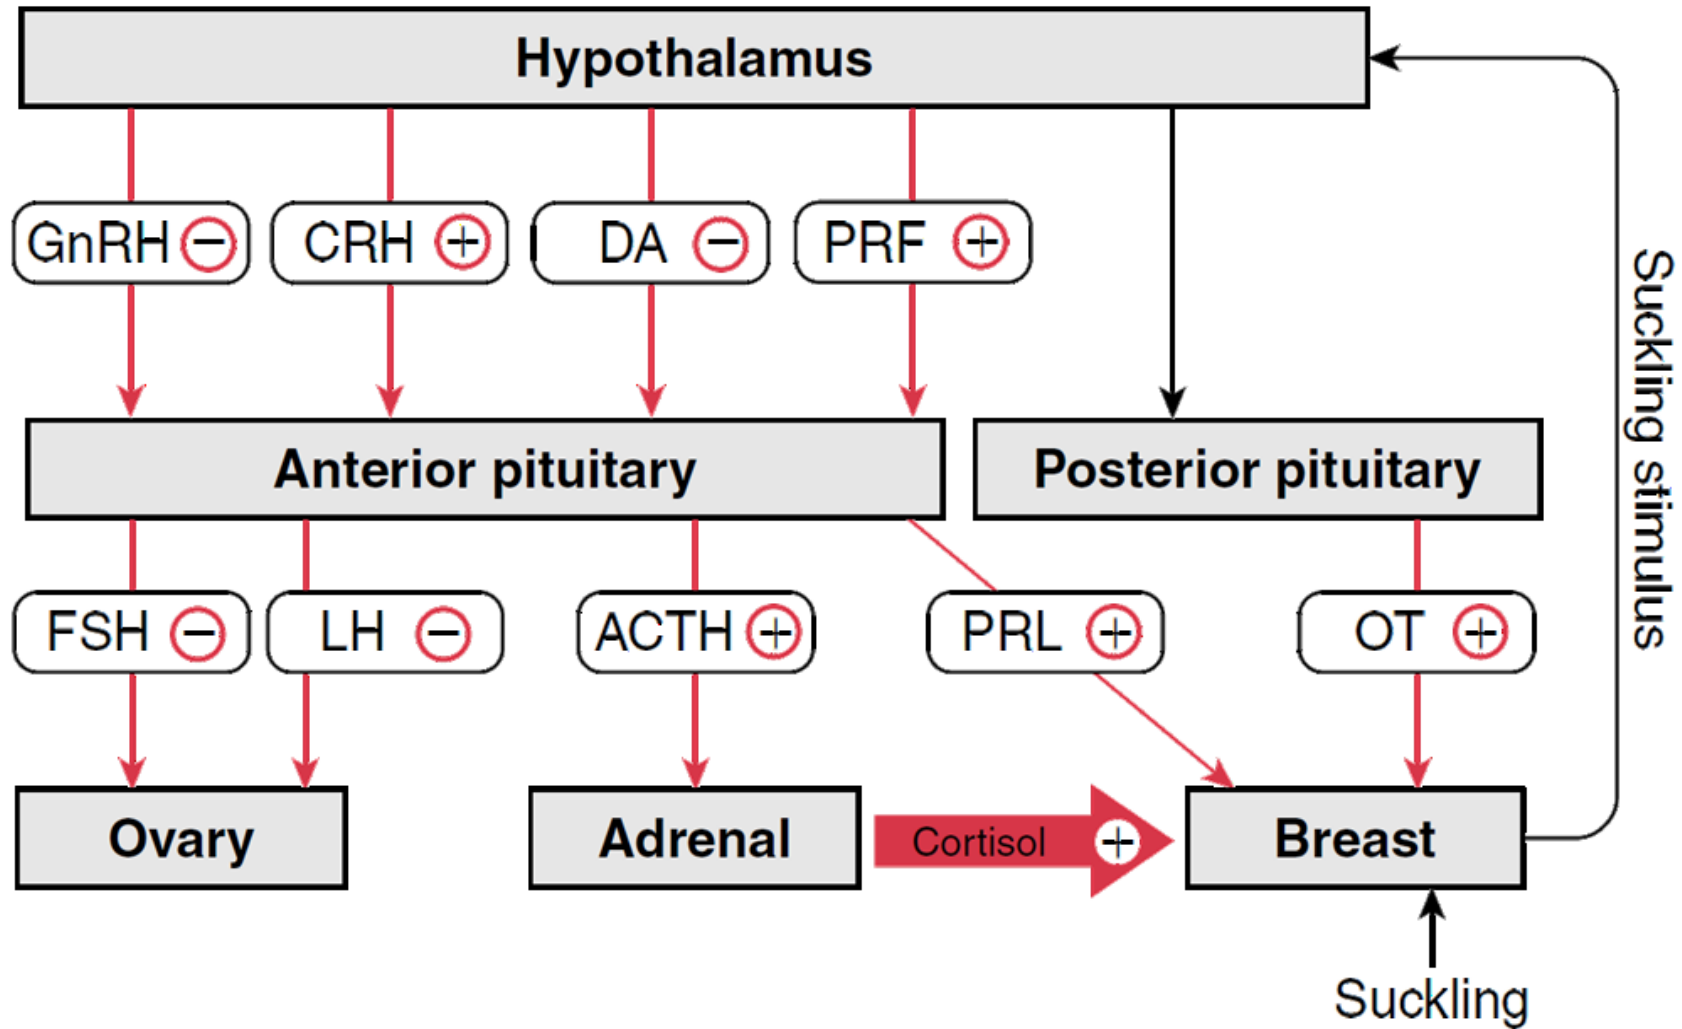 Hypothalamus
GnRH −
CRH +
DA −
PRF +
Anterior pituitary
Posterior pituitary
Suckling stimulus
FSH −
LH −
ACTH +
PRL +
OT +
Ovary
Adrenal
Cortisol +
Breast
Suckling